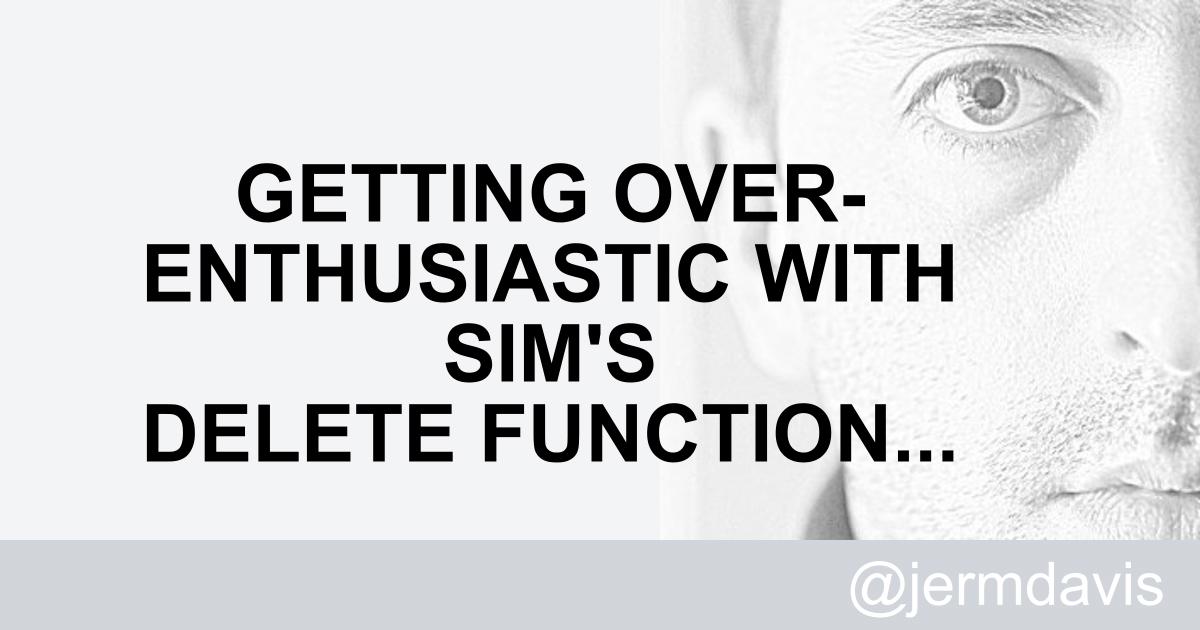 GETTING OVER-
ENTHUSIASTIC WITH
SIM'S
DELETE FUNCTION...
@jermdavis